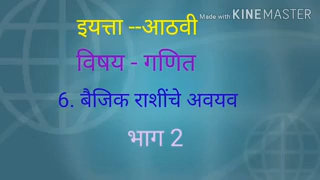 Made with KINEMASTER
इयत्ता --आठवी
विषय - गणित
6. बैजिक राशींचे अवयव
भाग 2